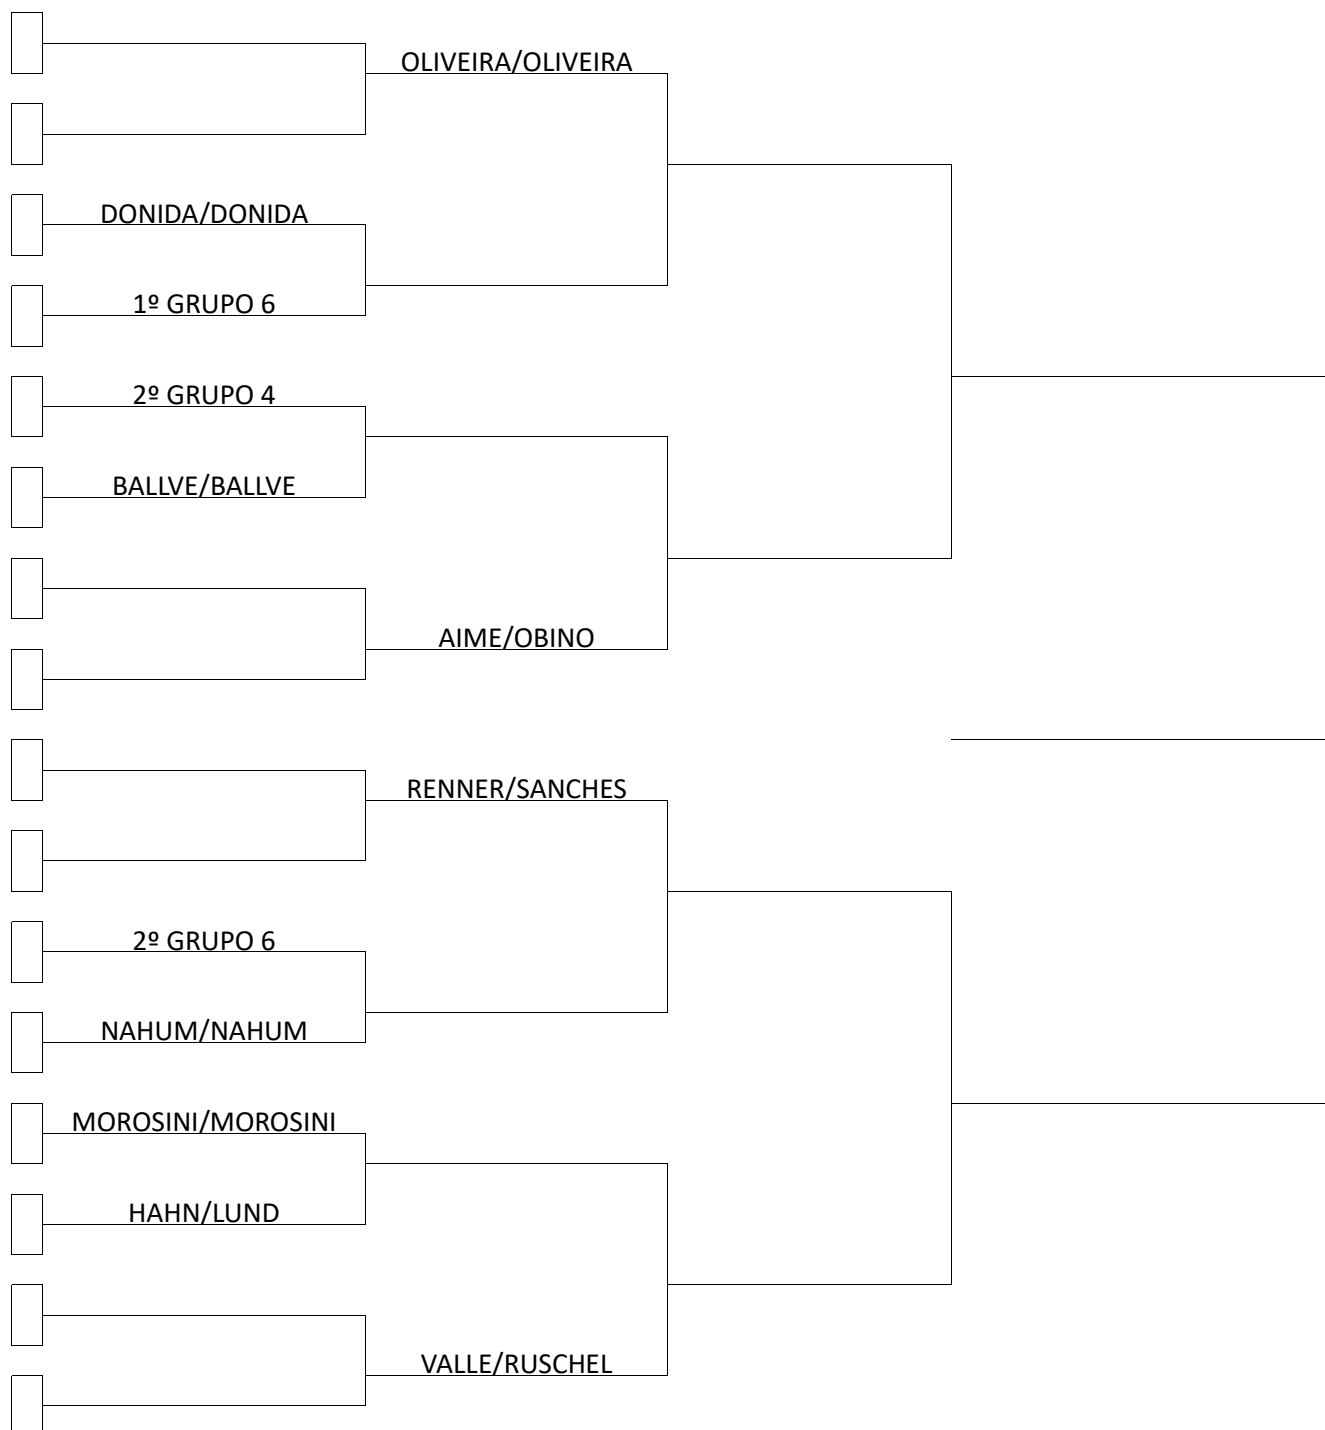 OLIVEIRA/OLIVEIRA
DONIDA/DONIDA
1º GRUPO 6
2º GRUPO 4
BALLVE/BALLVE
AIME/OBINO
RENNER/SANCHES
2º GRUPO 6
NAHUM/NAHUM
MOROSINI/MOROSINI
HAHN/LUND
VALLE/RUSCHEL